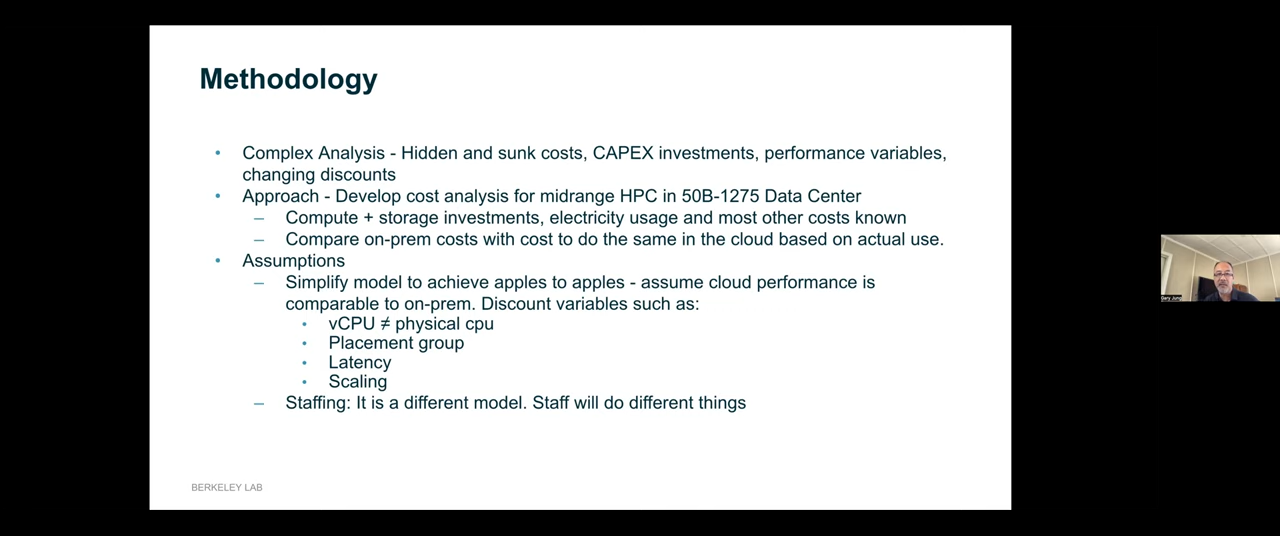 Methodology
• Complex Analysis - Hidden and sunk costs, CAPEX investments, performance variables,
changing discounts
• Approach - Develop cost analysis for midrange HPC in 50B-1275 Data Center
– Compute + storage investments, electricity usage and most other costs known
– Compare on-prem costs with cost to do the same in the cloud based on actual use.
• Assumptions
– Simplify model to achieve apples to apples - assume cloud performance is
comparable to on-prem. Discount variables such as:
• vCPU ≠ physical cpu
• Placement group
• Latency
• Scaling
– Staffing: It is a different model. Staff will do different things
BERKELEY LAB
Gary Jung